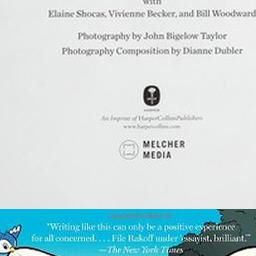 with
Elaine Shocas, Vivienne Becker, and Bill Woodward
Photography by John Bigelow Taylor
Photography Composition by Dianne Dubler
HARPER
An Imprint of HarperCollinsPublishers
www.harpercollins.com
MELCHER
MEDIA
"Writing like this can only be a positive experience
for all concerned. . . . File Rakoff under 'essayist, brilliant.'"
—The New York Times